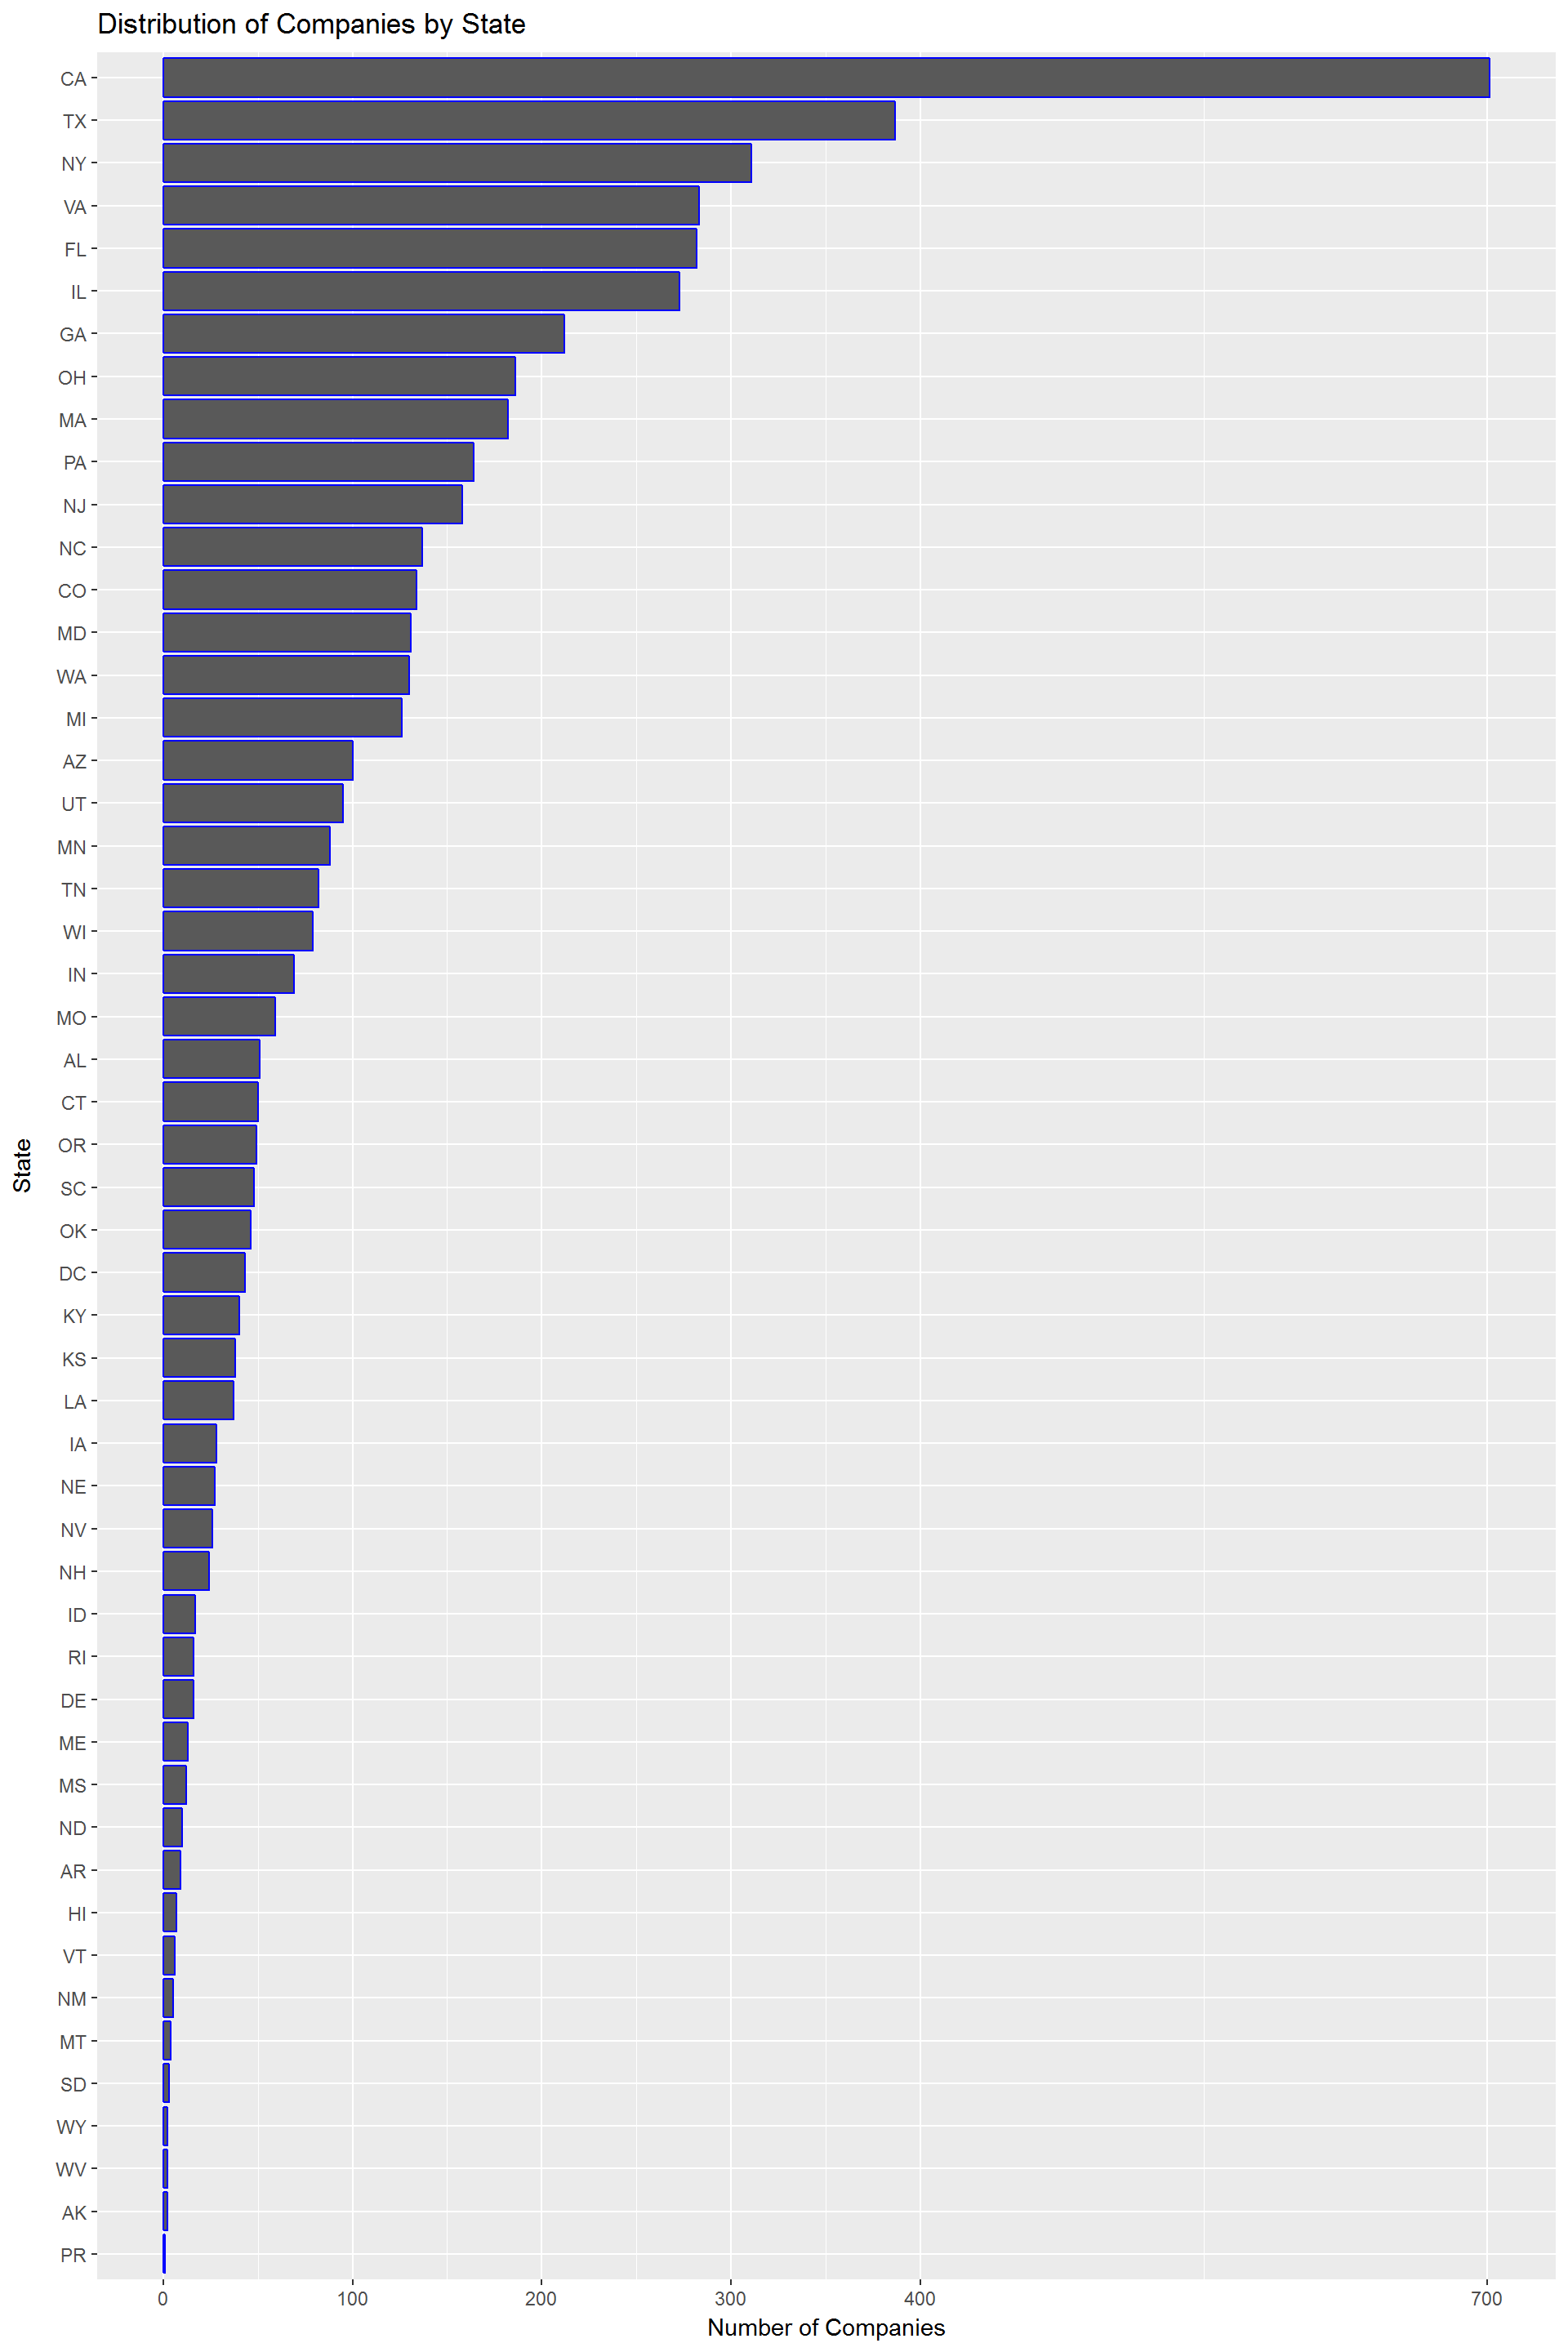 Distribution of Companies by State
CA
TX
NY
VA
FL
IL
GA
OH
MA
PA
NJ
NC
CO
MD
WA
MI
AZ
UT
MN
TN
WI
IN
MO
AL
CT
OR
SC
OK
DC
KY
KS
LA
IA
NE
NV
NH
ID
RI
DE
ME
MS
ND
AR
HI
VT
NM
MT
SD
WY
WV
AK
PR
State
0 100 200 300 400 700
Number of Companies